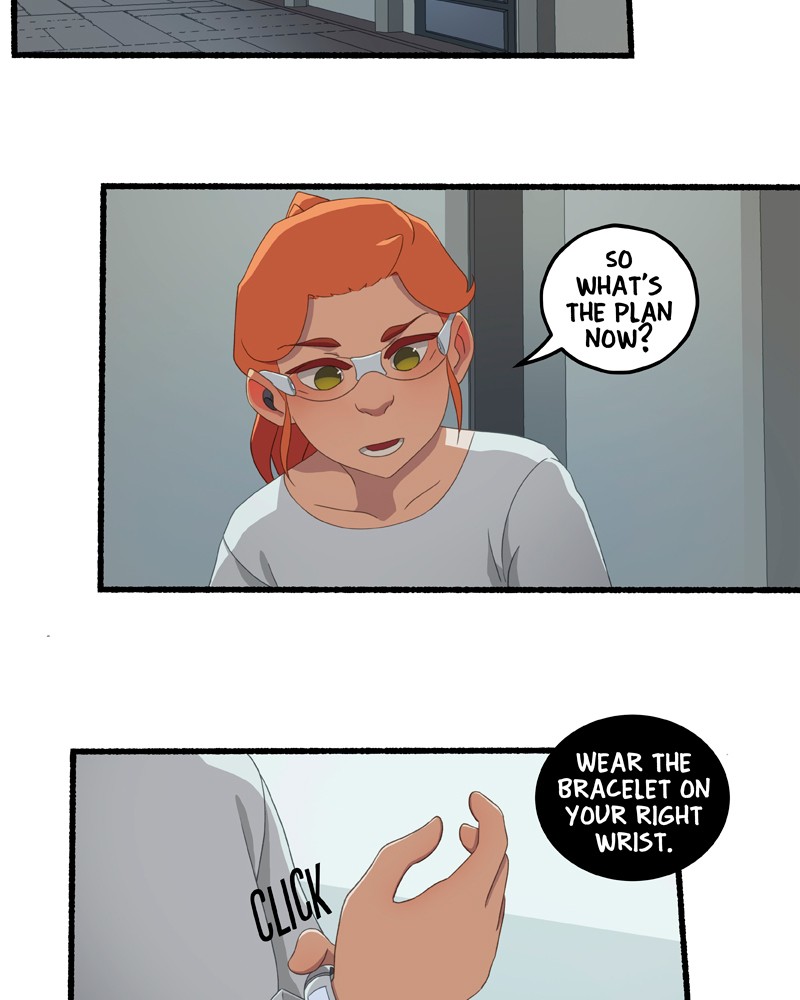 SO
WHAT'S
THE PLAN
NOW?
WEAR THE
BRACELET ON
YOUR RIGHT
WRIST.
CLICK